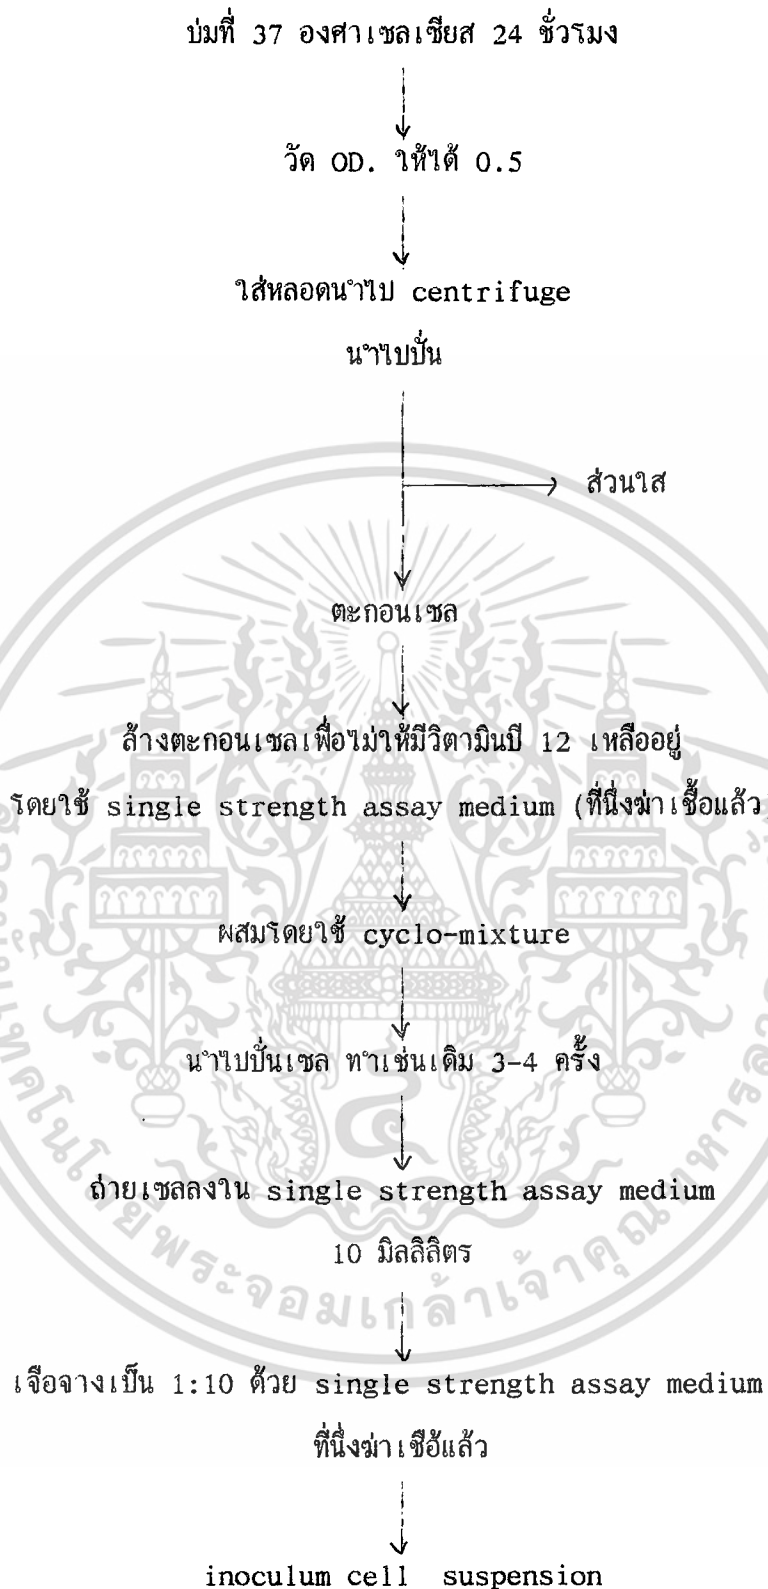 บ่มที่ 37 องศาเซลเซียส 24 ชั่วโมง
วัด OD. ให้ได้ 0.5
ใส่หลอดนำไป centrifuge
นำไปปั่น
ส่วนใส
ตะกอนเซล
ล้างตะกอนเซลเพื่อไม่ให้มีวิตามินบี 12 เหลืออยู่
โดยใช้ single strength assay medium (ที่นึ่งฆ่าเชื้อแล้ว
ผสมโดยใช้ cyclo-mixture
นำไปปั่นเซล ทำเช่นเดิม 3-4 ครั้ง
ถ่ายเซลลงใน single strength assay medium
10 มิลลิลิตร
เจือจางเป็น 1:10 ด้วย single strength assay medium
ที่นึ่งฆ่าเชื้อแล้ว
inoculum cell suspension